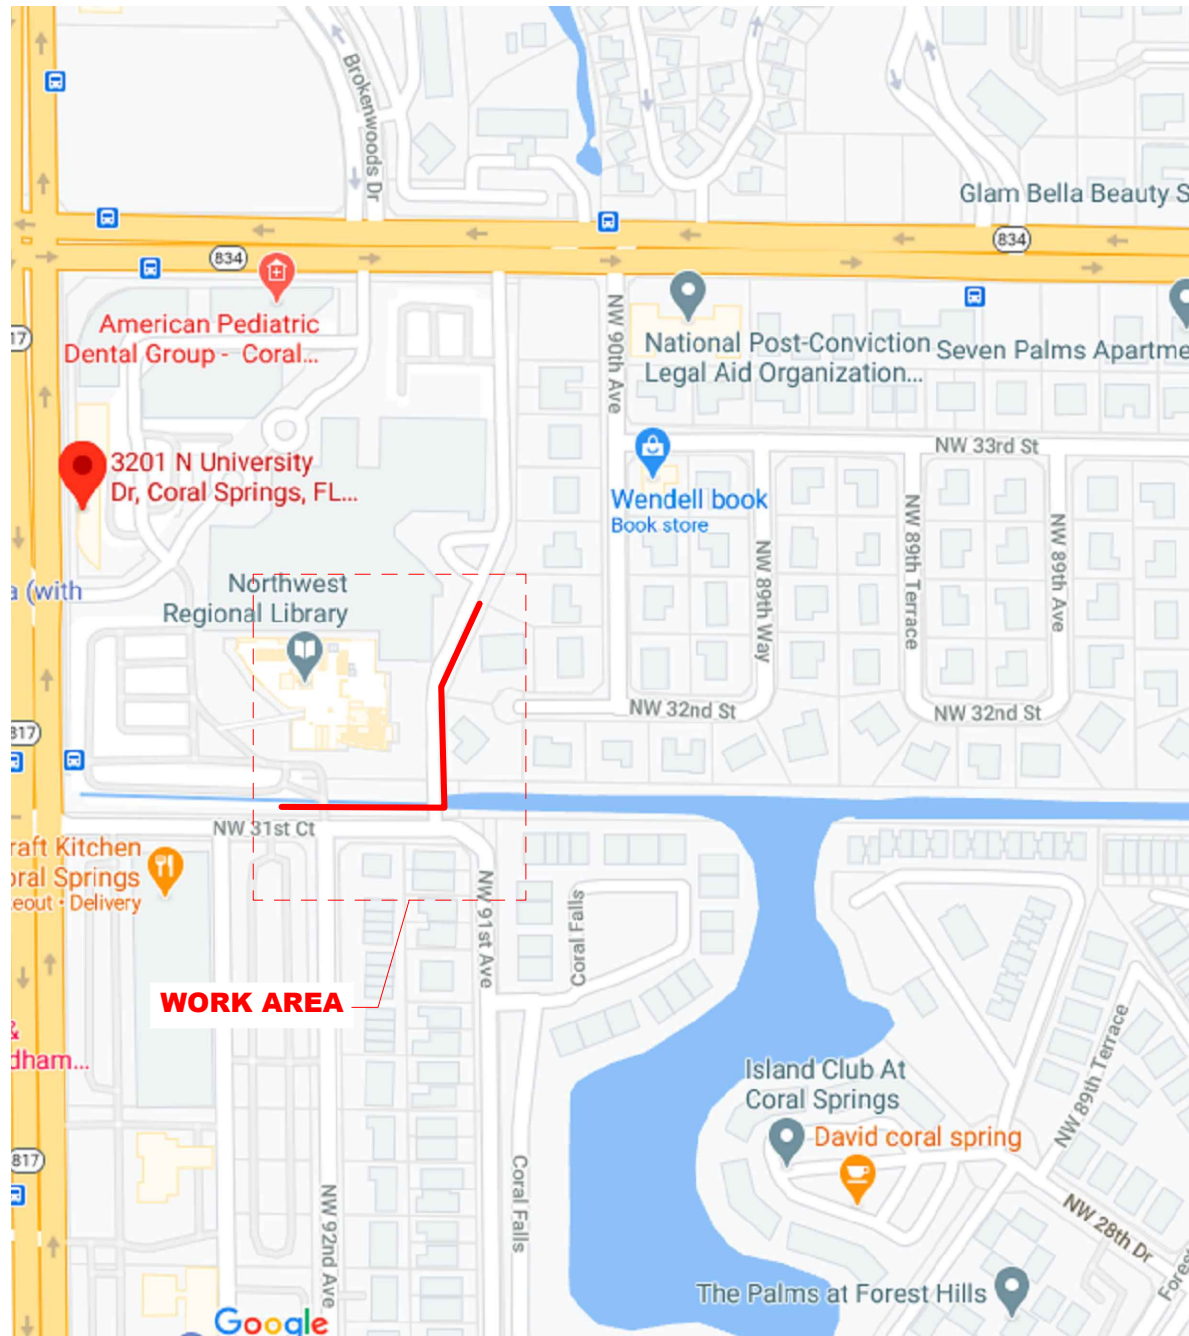 Brokenwoods Dr
Glam Bella Beauty S
834
834
American Pediatric
Dental Group - Coral...
17
NW 90th Ave
National Post-Conviction
Legal Aid Organization...
Seven Palms Apartme
NW 33rd St
3201 N University
Dr, Coral Springs, FL...
Wendell book
Book store
NW 89th Way
NW 89th Terrace
NW 89th Ave
a (with
Northwest
Regional Library
NW 32nd St
NW 32nd St
817
NW 31st Ct
raft Kitchen
oral Springs
eout · Delivery
NW 91st Ave
Coral Falls
WORK AREA
&
dham...
Island Club At
Coral Springs
David coral spring
NW 89th Terrace
817
NW 92nd Ave
Coral Falls
NW 28th Dr
Fores
The Palms at Forest Hills
Google